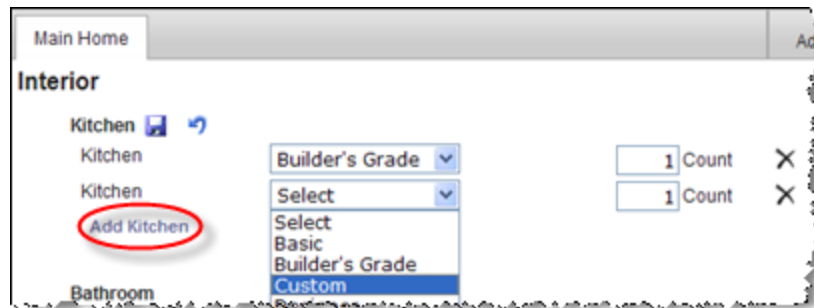 Main Home
Interior
Kitchen
Kitchen Builder's Grade 1 Count
Kitchen Select 1 Count
Add Kitchen
Select
Basic
Builder's Grade
Custom
Bathroom